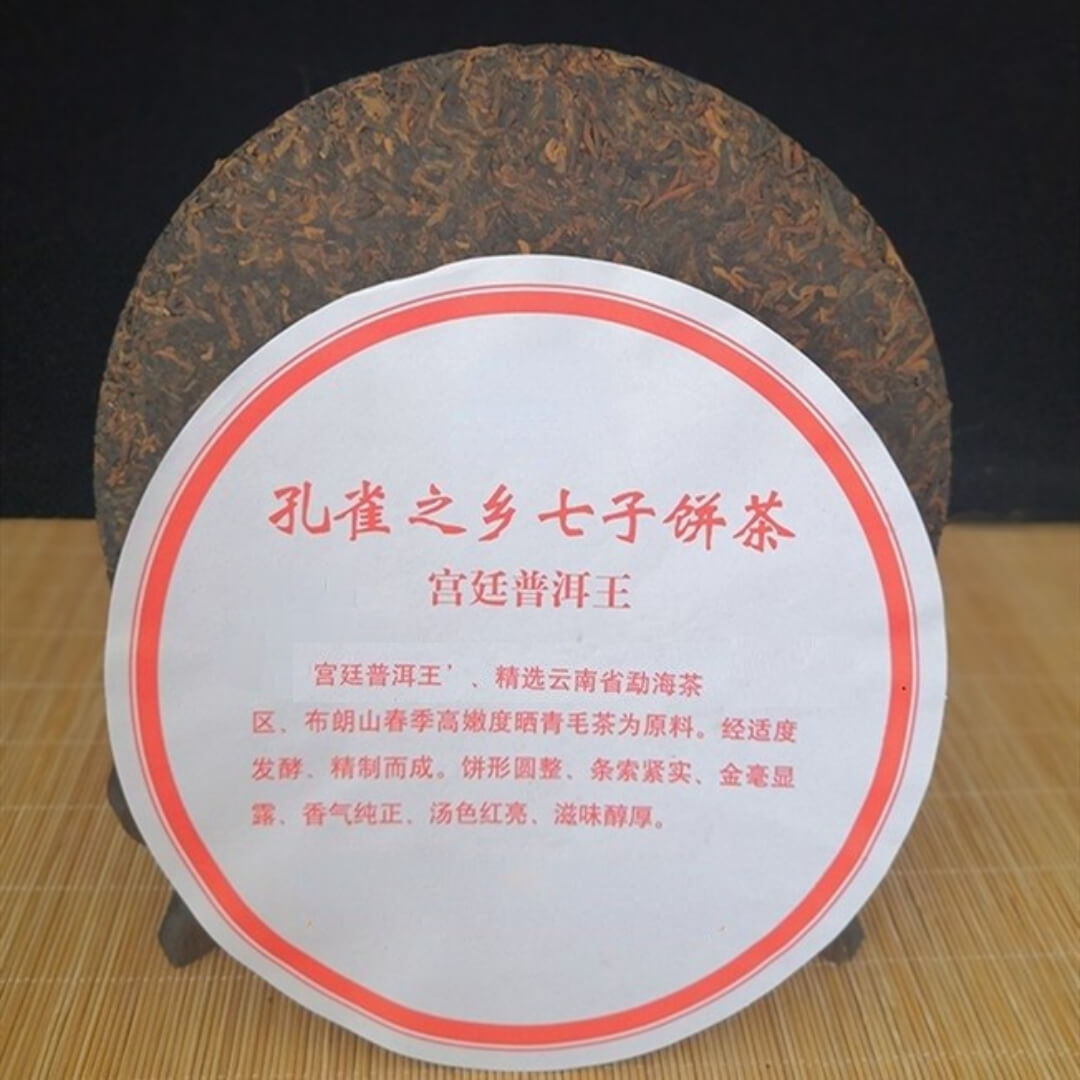 孔雀之乡七子饼茶
宫廷普洱王
宫廷普洱王’、精选云南省勐海茶
区、布朗山春季高嫩度晒青毛茶为原料。经适度
发酵、精制而成。饼形圆整、条索紧实、金毫显
露、香气纯正、汤色红亮、滋味醇厚。